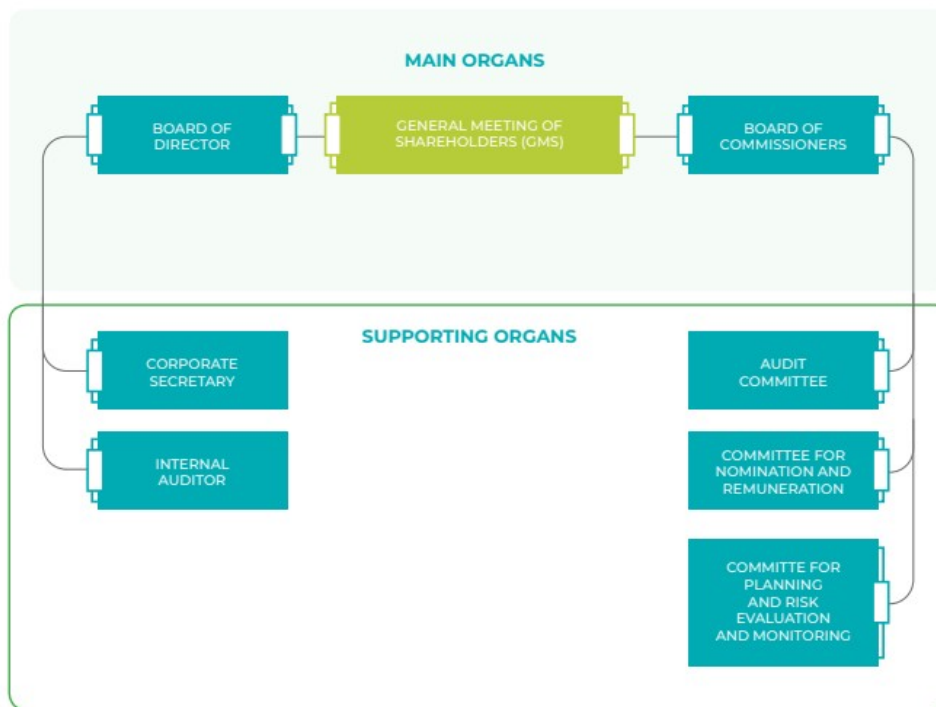 MAIN ORGANS
BOARD OF
DIRECTOR
GENERAL MEETING OF
SHAREHOLDERS (GMS)
BOARD OF
COMMISSIONERS
SUPPORTING ORGANS
CORPORATE
SECRETARY
AUDIT
COMMITTEE
INTERNAL
AUDITOR
COMMITTEE FOR
NOMINATION AND
REMUNERATION
COMMITTE FOR
PLANNING
AND RISK
EVALUATION
AND MONITORING